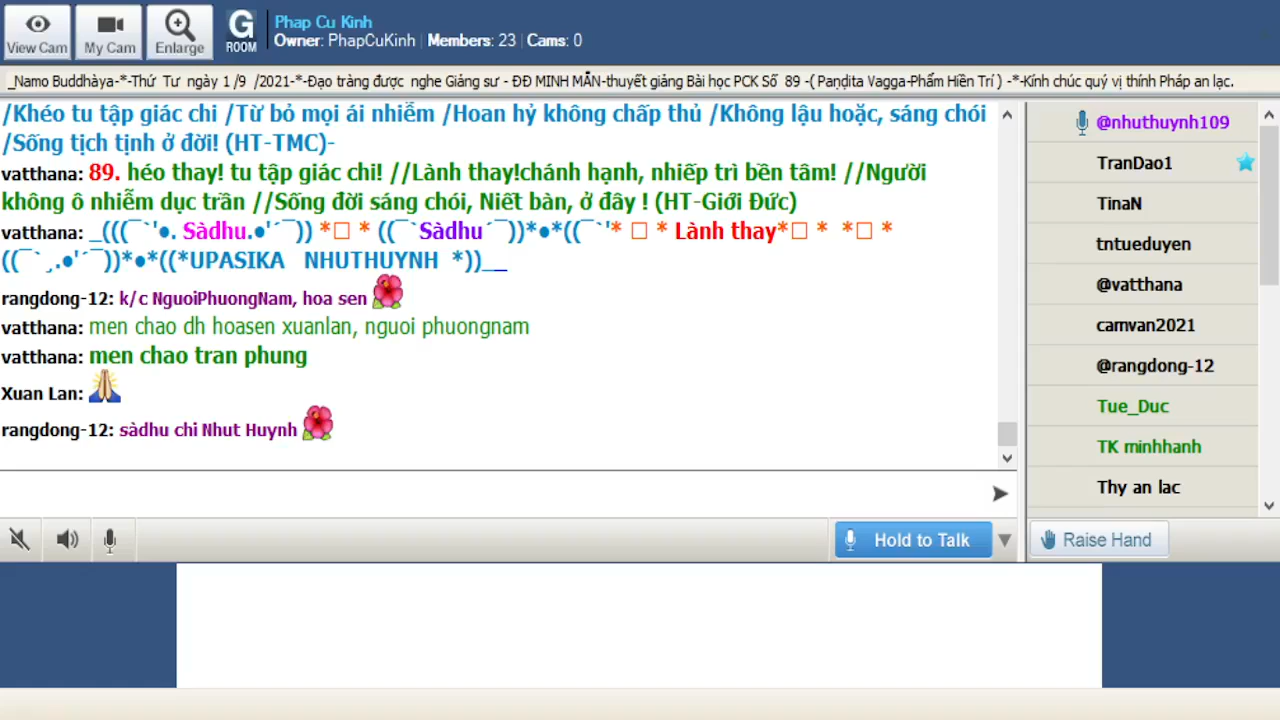 View Cam
My Cam
Enlarge
G
ROOM
Phap Cu Kinh
Owner: PhapCuKinh | Members: 23 | Cams: 0
_Namo Buddhàya-*-Thứ Tư ngày 1 /9 /2021-*-Đạo tràng được nghe Giảng sư - ĐĐ MINH MẪN-thuyết giảng Bài học PCK Số 89 -( Paṇḍita Vagga-Phẩm Hiền Trí ) -*-Kính chúc quý vị thính Pháp an lạc.
/Khéo tu tập giác chi /Từ bỏ mọi ái nhiễm /Hoan hỷ không chấp thủ /Không lậu hoặc, sáng chói
/Sống tịch tịnh ở đời! (HT-TMC)-
vatthana: 89. héo thay! tu tập giác chi! //Lành thay!chánh hạnh, nhiếp trì bền tâm! //Người
không ô nhiễm dục trần //Sống đời sáng chói, Niết bàn, ở đây ! (HT-Giới Đức)
vatthana: _(((¯`'●. Sàdhu.●'´¯)) *□ * ((¯`Sàdhu´¯))*●*((¯`'* □ * Lành thay*□ * *□ *
((¯`¸.●'´¯))*●*((*UPASIKA NHUTHUYNH *))__
rangdong-12: k/c NguoiPhuongNam, hoa sen
vatthana: men chao dh hoasen xuanlan, nguoi phuongnam
vatthana: men chao tran phung
Xuan Lan:
rangdong-12: sàdhu chi Nhut Huynh
Hold to Talk
@nhuthuynh109
TranDao1
TinaN
tntueduyen
@vatthana
camvan2021
@rangdong-12
Tue_Duc
TK minhhanh
Thy an lac
Raise Hand